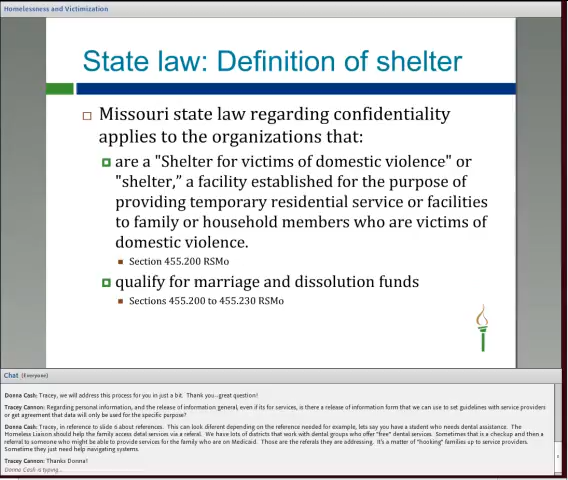 Homelessness and Victimization
State law: Definition of shelter
Missouri state law regarding confidentiality
applies to the organizations that:
are a "Shelter for victims of domestic violence" or
"shelter,” a facility established for the purpose of
providing temporary residential service or facilities
to family or household members who are victims of
domestic violence.
Section 455.200 RSMo
qualify for marriage and dissolution funds
Sections 455.200 to 455.230 RSMo
Chat (Everyone)
Donna Cash: Tracey, we will address this process for you in just a bit. Thank you--great question!
Tracey Cannon: Regarding personal information, and the release of information general, even if its for services, is there a release of information form that we can use to set guidelines with service providers
or get agreement that data will only be used for the specific purpose?
Donna Cash: Tracey, in reference to slide 6 about references. This can look diferent depending on the reference needed for example, lets say you have a student who needs dental assistance. The
Homeless Liaison should help the family access detal services via a referal. We have lots of districts that work with dental groups who offer "free" dental services. Sometimes that is a checkup and then a
referral to someone who might be able to provide services for the family who are on Medicaid. Those are the referals they are addressing. It's a matter of "hooking" families up to service providers.
Sometime they just need help navigating systems.
Tracey Cannon: Thanks Donna!
Donna Cash is typing...